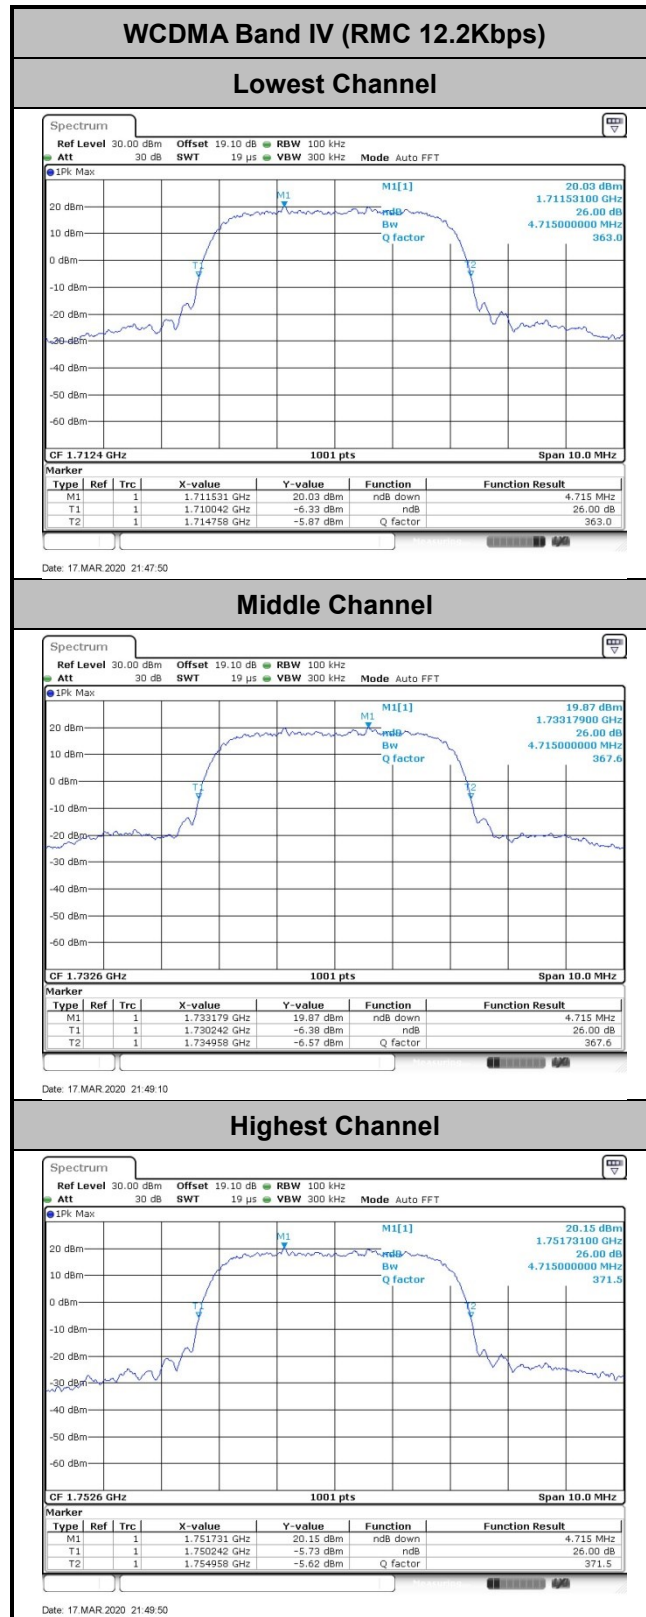 WCDMA Band IV (RMC 12.2Kbps)
Lowest Channel
Spectrum
Ref Level 30.00 dBm Offset 19.10 dB RBW 100 kHz
Att 30 dB SWT 19 µs VBW 300 kHz Mode Auto FFT
1Pk Max
M1[1] 20.03 dBm
1.71153100 GHz
ndB 26.00 dB
Bw 4.715000000 MHz
Q factor 363.0
M1
T1
T2
20 dBm
10 dBm
0 dBm
-10 dBm
-20 dBm
-30 dBm
-40 dBm
-50 dBm
-60 dBm
CF 1.7124 GHz 1001 pts Span 10.0 MHz
Marker
Type Ref Trc X-value Y-value Function Function Result
M1 1 1.711531 GHz 20.03 dBm ndB down 4.715 MHz
T1 1 1.710042 GHz -6.33 dBm ndB 26.00 dB
T2 1 1.714758 GHz -5.87 dBm Q factor 363.0
Date: 17.MAR.2020 21:47:50
Middle Channel
Spectrum
Ref Level 30.00 dBm Offset 19.10 dB RBW 100 kHz
Att 30 dB SWT 19 µs VBW 300 kHz Mode Auto FFT
1Pk Max
M1[1] 19.87 dBm
1.73317900 GHz
ndB 26.00 dB
Bw 4.715000000 MHz
Q factor 367.6
M1
T1
T2
20 dBm
10 dBm
0 dBm
-10 dBm
-20 dBm
-30 dBm
-40 dBm
-50 dBm
-60 dBm
CF 1.7326 GHz 1001 pts Span 10.0 MHz
Marker
Type Ref Trc X-value Y-value Function Function Result
M1 1 1.733179 GHz 19.87 dBm ndB down 4.715 MHz
T1 1 1.730242 GHz -6.38 dBm ndB 26.00 dB
T2 1 1.734958 GHz -6.57 dBm Q factor 367.6
Date: 17.MAR.2020 21:49:10
Highest Channel
Spectrum
Ref Level 30.00 dBm Offset 19.10 dB RBW 100 kHz
Att 30 dB SWT 19 µs VBW 300 kHz Mode Auto FFT
1Pk Max
M1[1] 20.15 dBm
1.75173100 GHz
ndB 26.00 dB
Bw 4.715000000 MHz
Q factor 371.5
M1
T1
T2
20 dBm
10 dBm
0 dBm
-10 dBm
-20 dBm
-30 dBm
-40 dBm
-50 dBm
-60 dBm
CF 1.7526 GHz 1001 pts Span 10.0 MHz
Marker
Type Ref Trc X-value Y-value Function Function Result
M1 1 1.751731 GHz 20.15 dBm ndB down 4.715 MHz
T1 1 1.750242 GHz -5.73 dBm ndB 26.00 dB
T2 1 1.754958 GHz -5.62 dBm Q factor 371.5
Date: 17.MAR.2020 21:49:50